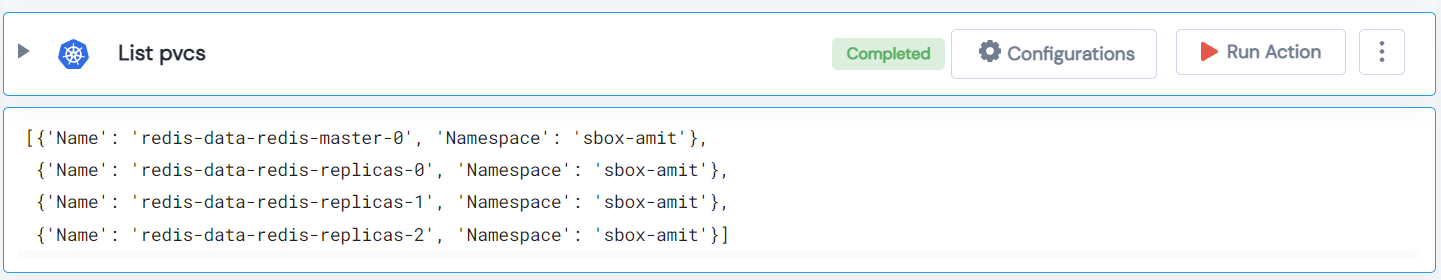 List pvcs
Completed
Configurations
Run Action
[{'Name': 'redis-data-redis-master-0', 'Namespace': 'sbox-amit'},
{'Name': 'redis-data-redis-replicas-0', 'Namespace': 'sbox-amit'},
{'Name': 'redis-data-redis-replicas-1', 'Namespace': 'sbox-amit'},
{'Name': 'redis-data-redis-replicas-2', 'Namespace': 'sbox-amit'}]